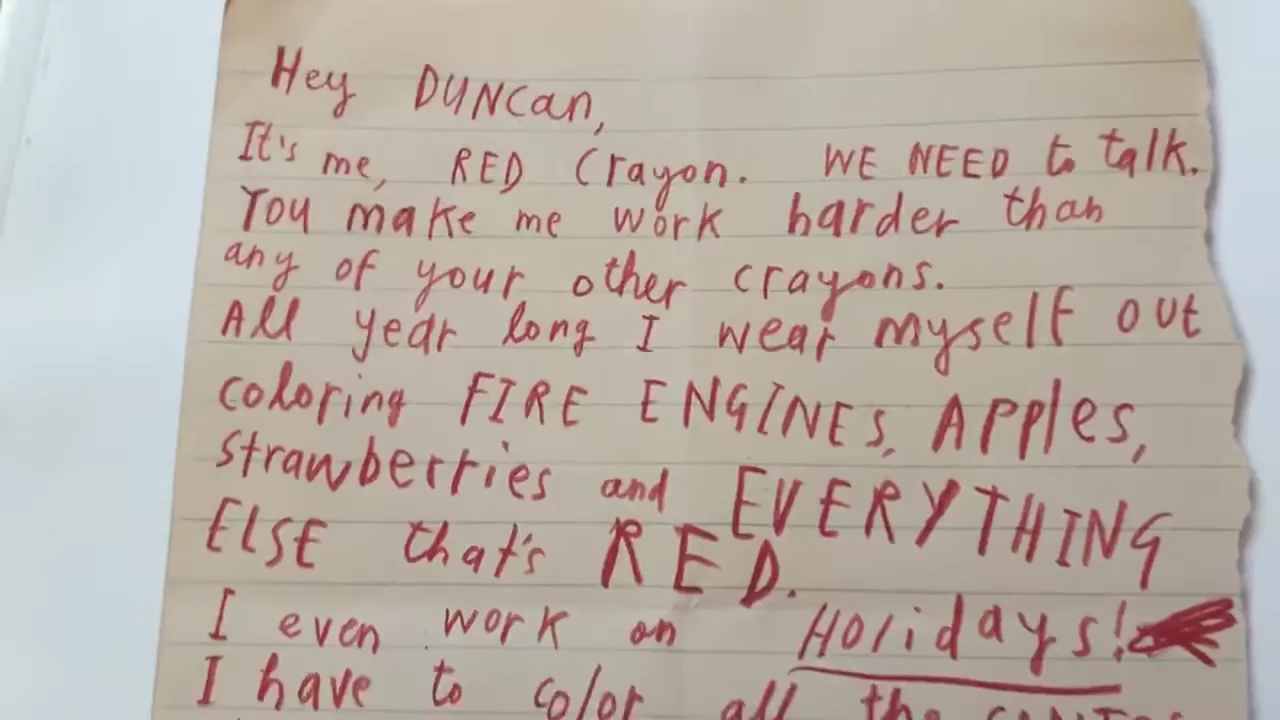 Hey DUNCan,
It's me, RED Crayon. WE NEED to talk.
You make me work harder than
any of your other crayons.
All year long I wear myself out
coloring FIRE ENGINES, APPles,
strawberries and EVERYTHING
ELSE that's RED.
I even work on Holidays!
I have to color all the